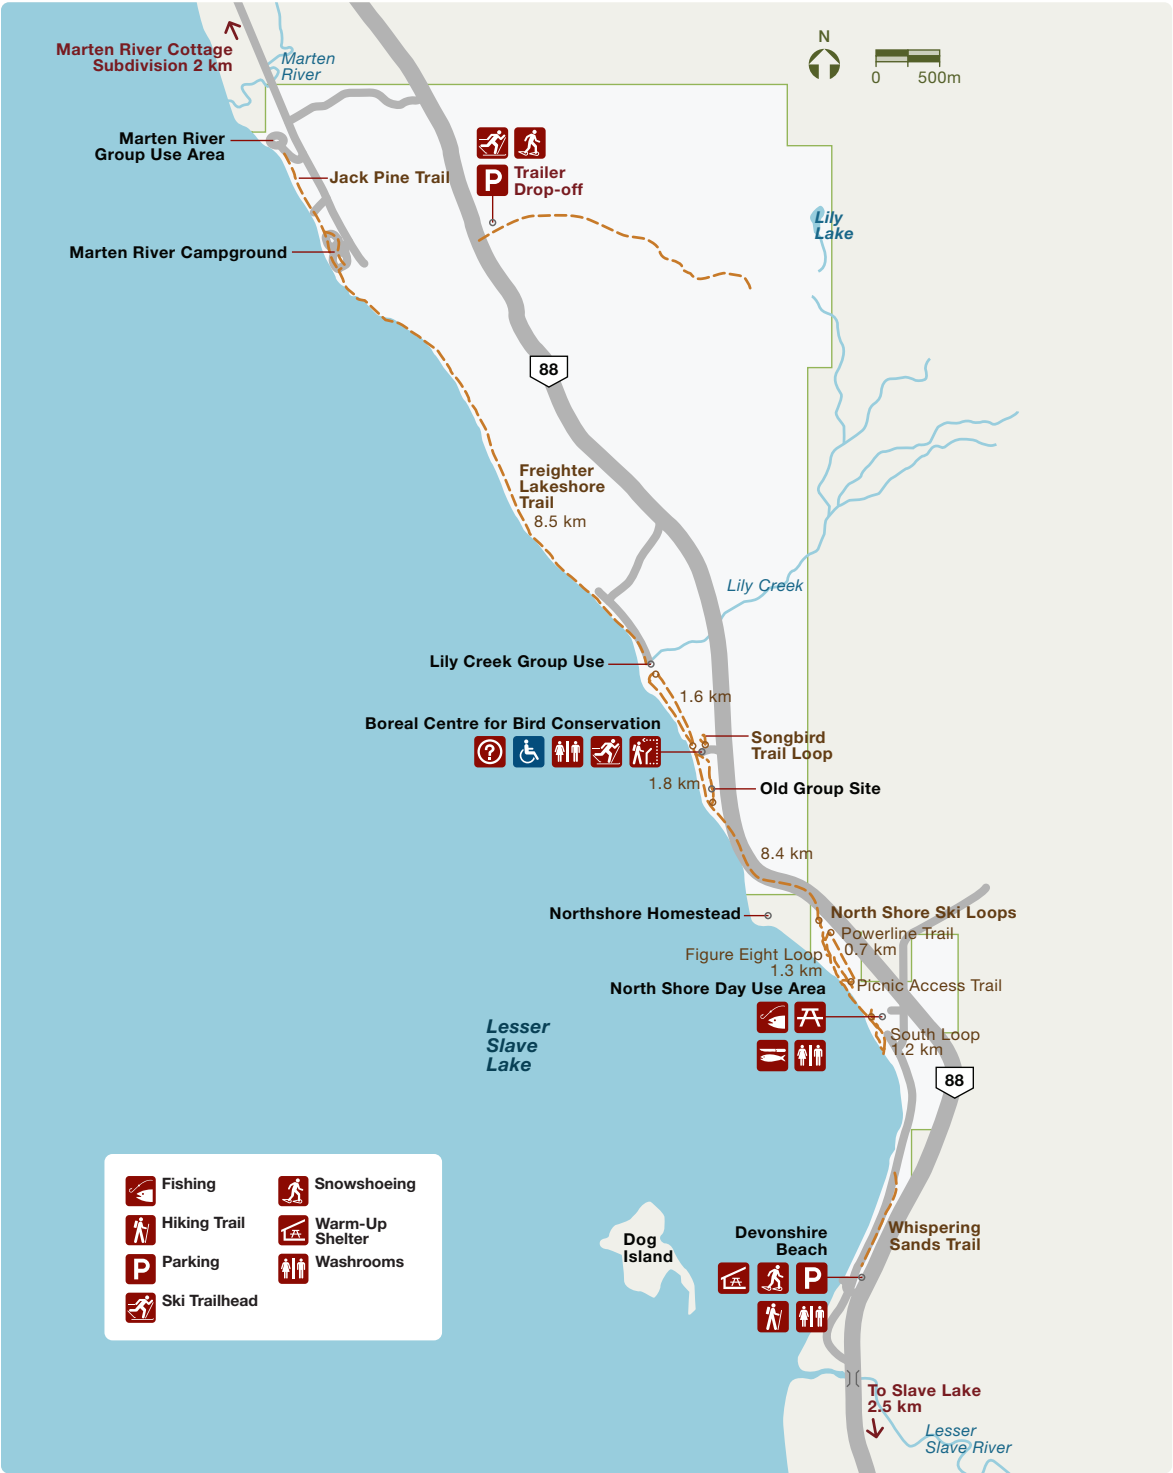 Marten River Cottage
Subdivision 2 km
Marten
River
N
0 500m
Marten River
Group Use Area
Jack Pine Trail
P
Trailer
Drop-off
Lily
Lake
Marten River Campground
88
Freighter
Lakeshore
Trail
8.5 km
Lily Creek
Lily Creek Group Use
1.6 km
Boreal Centre for Bird Conservation
?
Songbird
Trail Loop
1.8 km
Old Group Site
8.4 km
Northshore Homestead
North Shore Ski Loops
Powerline Trail
0.7 km
Figure Eight Loop
1.3 km
Picnic Access Trail
North Shore Day Use Area
South Loop
1.2 km
Lesser
Slave
Lake
88
Fishing
Hiking Trail
P
Parking
Ski Trailhead
Snowshoeing
Warm-Up
Shelter
Washrooms
Dog
Island
Whispering
Sands Trail
Devonshire
Beach
P
To Slave Lake
2.5 km
Lesser
Slave River